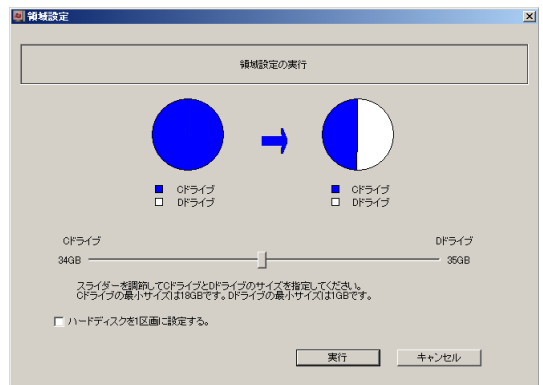 領域設定
領域設定の実行
Cドライブ
Dドライブ
Cドライブ
Dドライブ
Cドライブ
Dドライブ
34GB
35GB
スライダーを調節してCドライブとDドライブのサイズを指定してください。
Cドライブの最小サイズは18GBです。Dドライブの最小サイズは1GBです。
ハードディスクを1区画に設定する。
実行
キャンセル